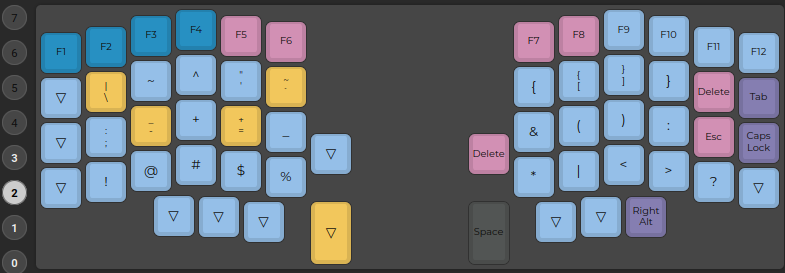 7
6
5
4
3
2
1
0
F1
F2
F3
F4
F5
F6
▽
|
\
~
^
"
'
~
`
▽
:
;
_
-
+
+
=
_
▽
▽
!
@
#
$
%
▽
▽
▽
▽
F7
F8
F9
F10
F11
F12
{
{
[
}
]
}
Delete
Tab
&
(
)
:
Esc
Caps
Lock
Delete
*
|
<
>
?
▽
Space
▽
▽
Right
Alt